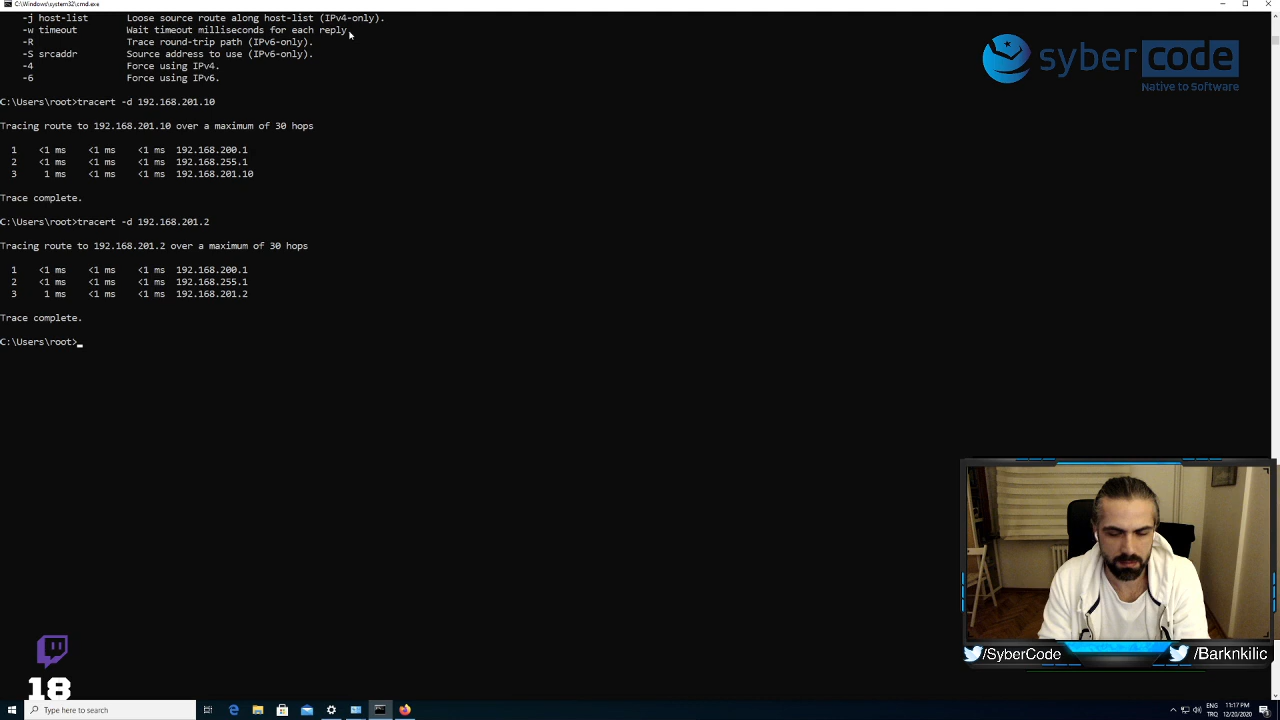 C:\Windows\system32\cmd.exe
-j host-list Loose source route along host-list (IPv4-only).
-w timeout Wait timeout milliseconds for each reply.
-R Trace round-trip path (IPv6-only).
-S srcaddr Source address to use (IPv6-only).
-4 Force using IPv4.
-6 Force using IPv6.
C:\Users\root>tracert -d 192.168.201.10
Tracing route to 192.168.201.10 over a maximum of 30 hops
1 <1 ms <1 ms <1 ms 192.168.200.1
2 <1 ms <1 ms <1 ms 192.168.255.1
3 1 ms <1 ms <1 ms 192.168.201.10
Trace complete.
C:\Users\root>tracert -d 192.168.201.2
Tracing route to 192.168.201.2 over a maximum of 30 hops
1 <1 ms <1 ms <1 ms 192.168.200.1
2 <1 ms <1 ms <1 ms 192.168.255.1
3 1 ms <1 ms <1 ms 192.168.201.2
Trace complete.
C:\Users\root>
syber code
Native to Software
/SyberCode /Barknkilic
18
Type here to search
ENG 11:17 PM
TRQ 12/20/2020